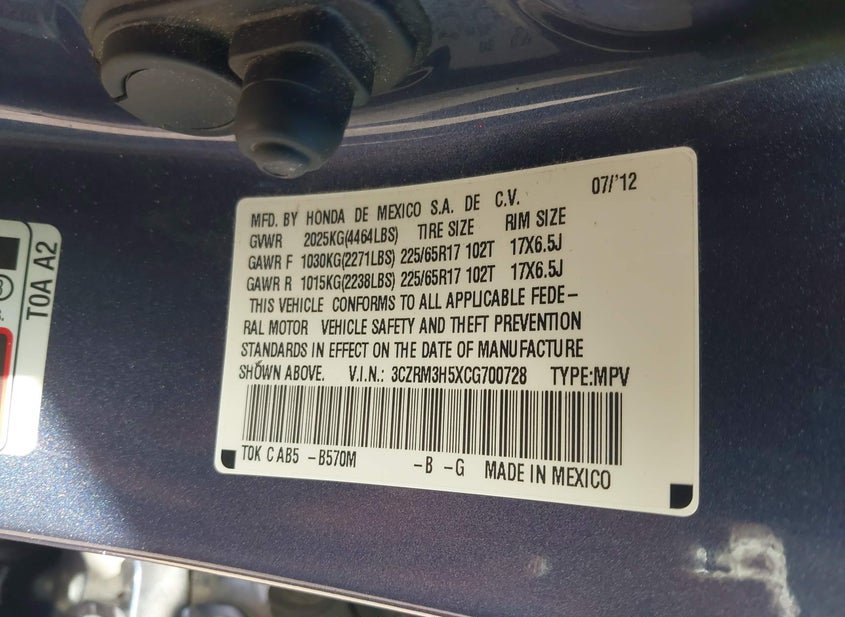 07/'12
MFD. BY HONDA DE MEXICO S.A. DE C.V.
GVWR 2025KG(4464LBS) TIRE SIZE RIM SIZE
GAWR F 1030KG(2271LBS) 225/65R17 102T 17X6.5J
GAWR R 1015KG(2238LBS) 225/65R17 102T 17X6.5J
THIS VEHICLE CONFORMS TO ALL APPLICABLE FEDE-
RAL MOTOR VEHICLE SAFETY AND THEFT PREVENTION
STANDARDS IN EFFECT ON THE DATE OF MANUFACTURE
SHOWN ABOVE. V.I.N.: 3CZRM3H5XCG700728 TYPE:MPV
TOK C AB5 -B570M -B -G MADE IN MEXICO
T0A A2